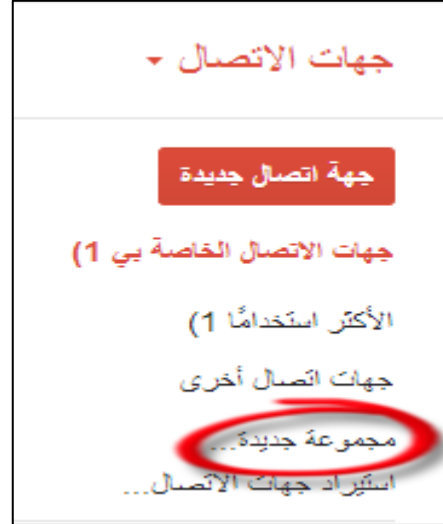 جهات الاتصال
جهة اتصال جديدة
جهات الاتصال الخاصة بي 1)
الأكثر استخدامًا 1)
جهات اتصال أخرى
مجموعة جديدة...
استيراد جهات الاتصال...